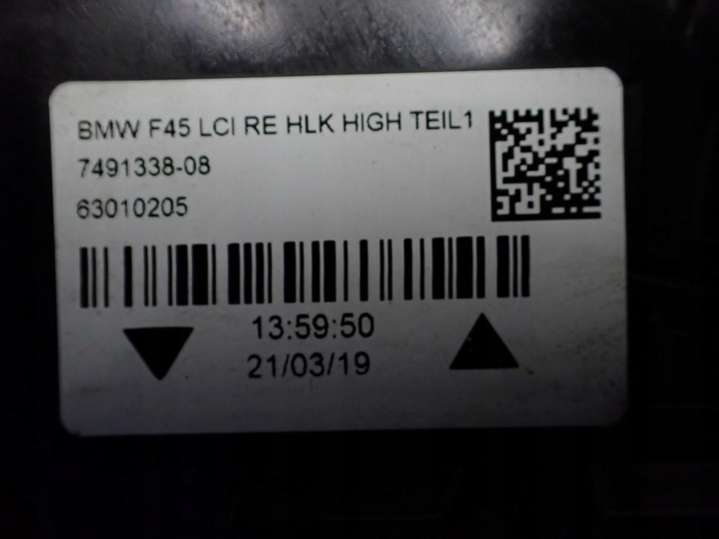 BMW F45 LCI RE HLK HIGH TEIL1
7491338-08
63010205
13:59:50
21/03/19